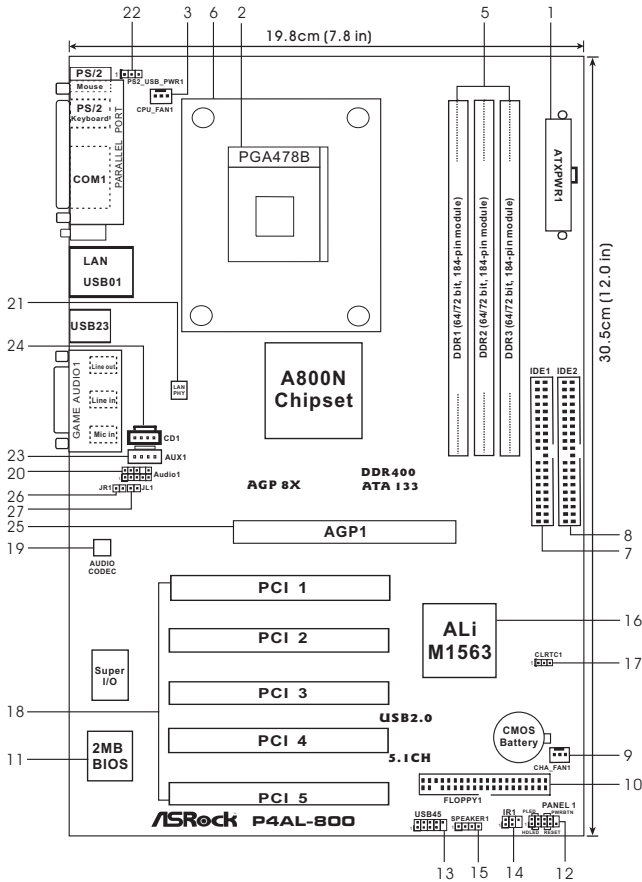 22 3 6 2 5 1
19.8cm (7.8 in)
30.5cm (12.0 in)
PS/2
Mouse
1
PS2_USB_PWR1
CPU_FAN1
PS/2
Keyboard
PARALLEL PORT
COM1
PGA478B
DDR1 (64/72 bit, 184-pin module)
DDR2 (64/72 bit, 184-pin module)
DDR3 (64/72 bit, 184-pin module)
ATXPWR1
LAN
USB01
21
USB23
24
GAME AUDIO1
Line out
Line in
Mic in
LAN
PHY
A800N
Chipset
IDE1 IDE2
CD1
23
AUX1
20
1
Audio1
26
JR1 JL1
27
AGP 8X
DDR400
ATA 133
25
AGP1
8
7
19
AUDIO
CODEC
PCI 1
PCI 2
ALi
M1563
16
CLRTC1
1
17
Super
I/O
PCI 3
18
USB2.0
CMOS
Battery
PCI 4
11
2MB
BIOS
5.1CH
9
CHA_FAN1
10
FLOPPY1
PCI 5
ASRock P4AL-800
USB45
1
SPEAKER1
1
IR1
1
PLED
PANEL 1
PWRBTN
1
HDLED RESET
13 15 14 12